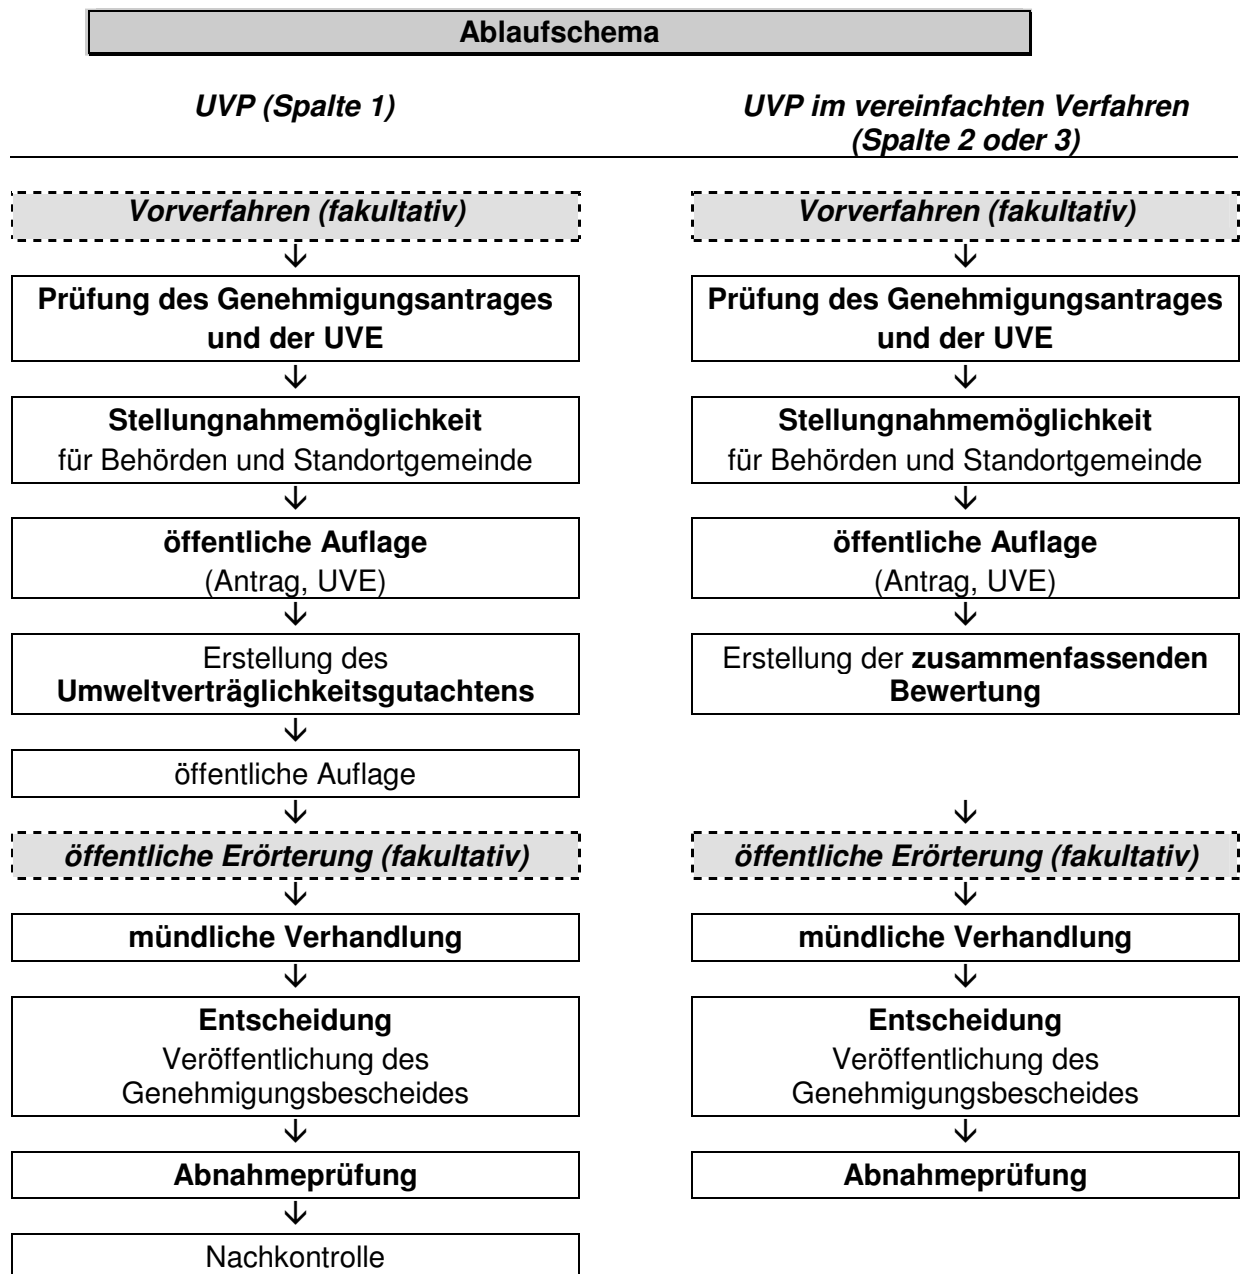 Ablaufschema
UVP (Spalte 1)
UVP im vereinfachten Verfahren
(Spalte 2 oder 3)
Vorverfahren (fakultativ)
Prüfung des Genehmigungsantrages
und der UVE
Stellungnahmemöglichkeit
für Behörden und Standortgemeinde
öffentliche Auflage
(Antrag, UVE)
Erstellung des
Umweltverträglichkeitsgutachtens
öffentliche Auflage
öffentliche Erörterung (fakultativ)
mündliche Verhandlung
Entscheidung
Veröffentlichung des
Genehmigungsbescheides
Abnahmeprüfung
Nachkontrolle
Vorverfahren (fakultativ)
Prüfung des Genehmigungsantrages
und der UVE
Stellungnahmemöglichkeit
für Behörden und Standortgemeinde
öffentliche Auflage
(Antrag, UVE)
Erstellung der zusammenfassenden
Bewertung
öffentliche Erörterung (fakultativ)
mündliche Verhandlung
Entscheidung
Veröffentlichung des
Genehmigungsbescheides
Abnahmeprüfung